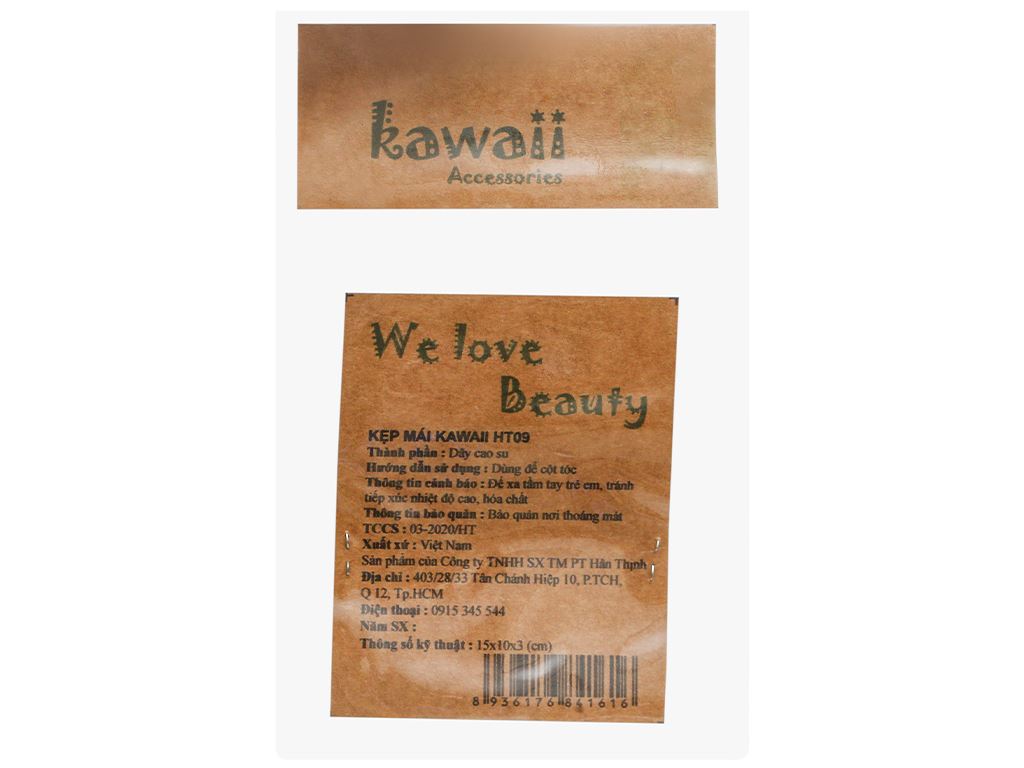 kawaii
Accessories
We love
Beauty
KẸP MÁI KAWAII HT09
Thành phần : Dây cao su
Hướng dẫn sử dụng : Dùng để cột tóc
Thông tin cảnh báo : Để xa tầm tay trẻ em, tránh
tiếp xúc nhiệt độ cao, hóa chất
Thông tin bảo quản : Bảo quản nơi thoáng mát
TCCS : 03-2020/HT
Xuất xứ : Việt Nam
Sản phẩm của Công ty TNHH SX TM PT Hân Thịnh
Địa chỉ : 403/28/33 Tân Chánh Hiệp 10, P.TCH,
Q 12, Tp.HCM
Điện thoại : 0915 345 544
Năm SX :
Thông số kỹ thuật : 15x10x3 (cm)
8 936176 841616